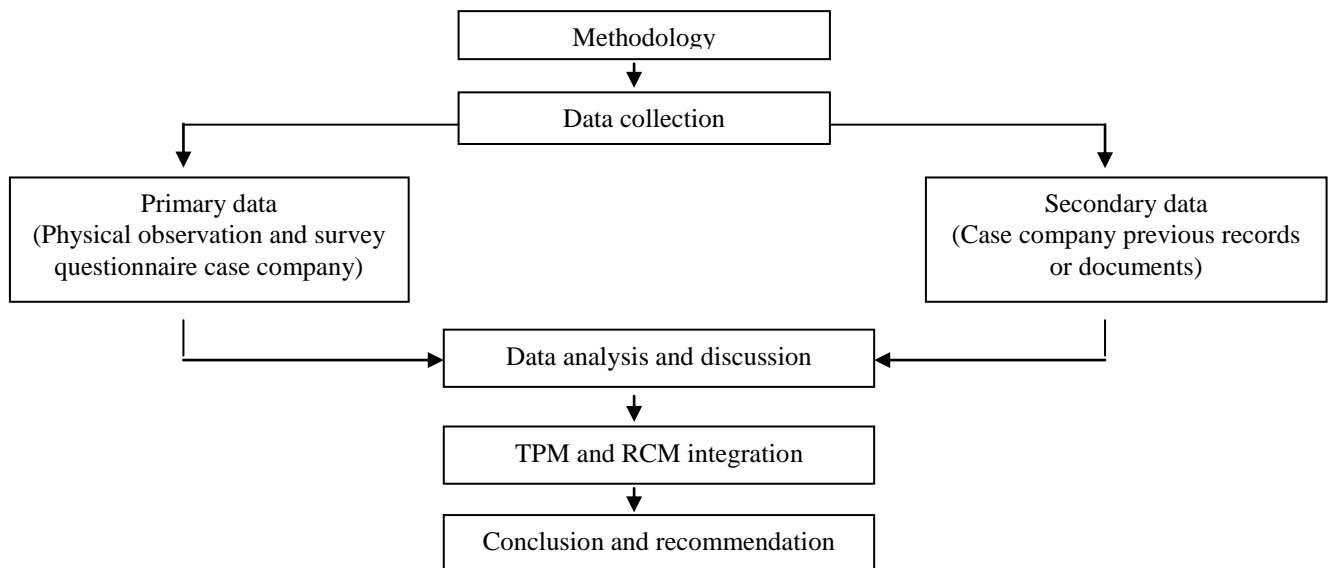 Methodology
Data collection
Primary data
(Physical observation and survey
questionnaire case company)
Secondary data
(Case company previous records
or documents)
Data analysis and discussion
TPM and RCM integration
Conclusion and recommendation